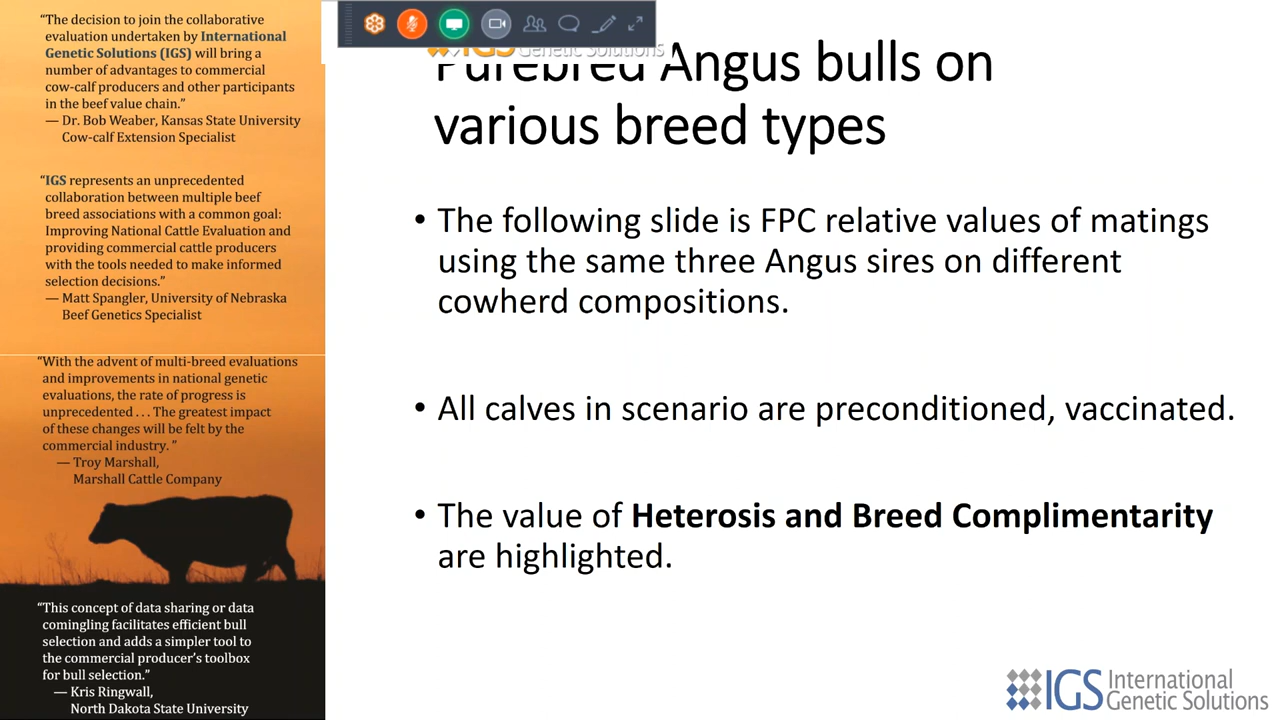 “The decision to join the collaborative
evaluation undertaken by International
Genetic Solutions (IGS) will bring a
number of advantages to commercial
cow-calf producers and other participants
in the beef value chain.”
— Dr. Bob Weaber, Kansas State University
Cow-calf Extension Specialist
“IGS represents an unprecedented
collaboration between multiple beef
breed associations with a common goal:
Improving National Cattle Evaluation and
providing commercial cattle producers
with the tools needed to make informed
selection decisions.”
— Matt Spangler, University of Nebraska
Beef Genetics Specialist
“With the advent of multi-breed evaluations
and improvements in national genetic
evaluations, the rate of progress is
unprecedented . . . The greatest impact
of these changes will be felt by the
commercial industry. ”
— Troy Marshall,
Marshall Cattle Company
“This concept of data sharing or data
comingling facilitates efficient bull
selection and adds a simpler tool to
the commercial producer’s toolbox
for bull selection.”
— Kris Ringwall,
North Dakota State University
IGS Genetic Solutions
Purebred Angus bulls on
various breed types
• The following slide is FPC relative values of matings
using the same three Angus sires on different
cowherd compositions.
• All calves in scenario are preconditioned, vaccinated.
• The value of Heterosis and Breed Complimentarity
are highlighted.
IGS International
Genetic Solutions